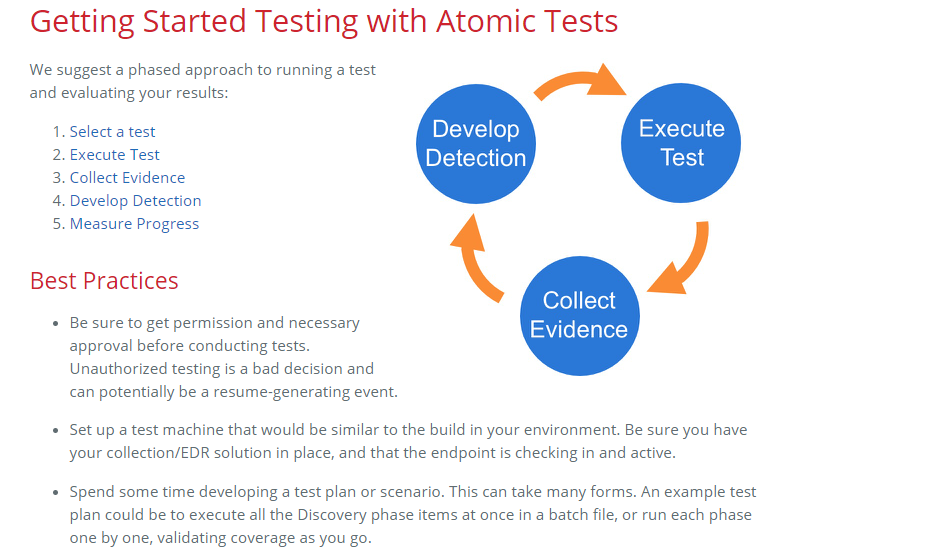 Getting Started Testing with Atomic Tests
We suggest a phased approach to running a test
and evaluating your results:
1. Select a test
2. Execute Test
3. Collect Evidence
4. Develop Detection
5. Measure Progress
Develop
Detection
Execute
Test
Collect
Evidence
Best Practices
• Be sure to get permission and necessary
approval before conducting tests.
Unauthorized testing is a bad decision and
can potentially be a resume-generating event.
• Set up a test machine that would be similar to the build in your environment. Be sure you have
your collection/EDR solution in place, and that the endpoint is checking in and active.
• Spend some time developing a test plan or scenario. This can take many forms. An example test
plan could be to execute all the Discovery phase items at once in a batch file, or run each phase
one by one, validating coverage as you go.